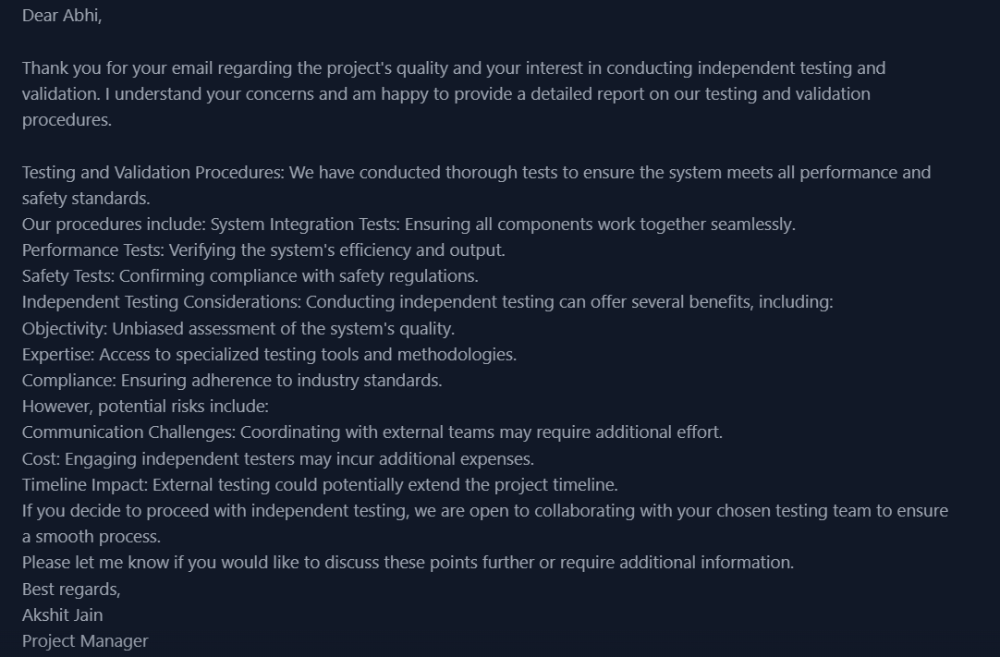 Dear Abhi,
Thank you for your email regarding the project's quality and your interest in conducting independent testing and
validation. I understand your concerns and am happy to provide a detailed report on our testing and validation
procedures.
Testing and Validation Procedures: We have conducted thorough tests to ensure the system meets all performance and
safety standards.
Our procedures include: System Integration Tests: Ensuring all components work together seamlessly.
Performance Tests: Verifying the system's efficiency and output.
Safety Tests: Confirming compliance with safety regulations.
Independent Testing Considerations: Conducting independent testing can offer several benefits, including:
Objectivity: Unbiased assessment of the system's quality.
Expertise: Access to specialized testing tools and methodologies.
Compliance: Ensuring adherence to industry standards.
However, potential risks include:
Communication Challenges: Coordinating with external teams may require additional effort.
Cost: Engaging independent testers may incur additional expenses.
Timeline Impact: External testing could potentially extend the project timeline.
If you decide to proceed with independent testing, we are open to collaborating with your chosen testing team to ensure
a smooth process.
Please let me know if you would like to discuss these points further or require additional information.
Best regards,
Akshit Jain
Project Manager